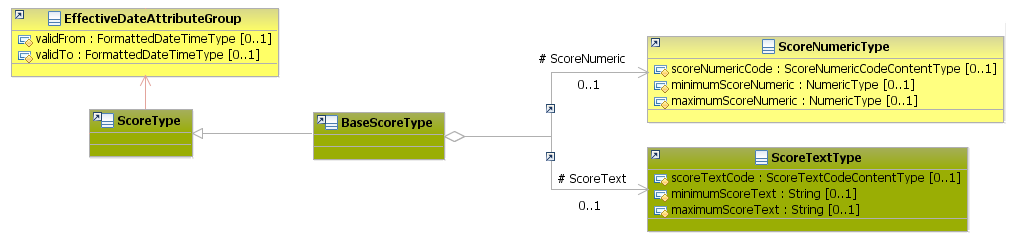 EffectiveDateAttributeGroup
validFrom : FormattedDateTimeType [0..1]
validTo : FormattedDateTimeType [0..1]
ScoreType
BaseScoreType
# ScoreNumeric
0..1
ScoreNumericType
scoreNumericCode : ScoreNumericCodeContentType [0..1]
minimumScoreNumeric : NumericType [0..1]
maximumScoreNumeric : NumericType [0..1]
# ScoreText
0..1
ScoreTextType
scoreTextCode : ScoreTextCodeContentType [0..1]
minimumScoreText : String [0..1]
maximumScoreText : String [0..1]